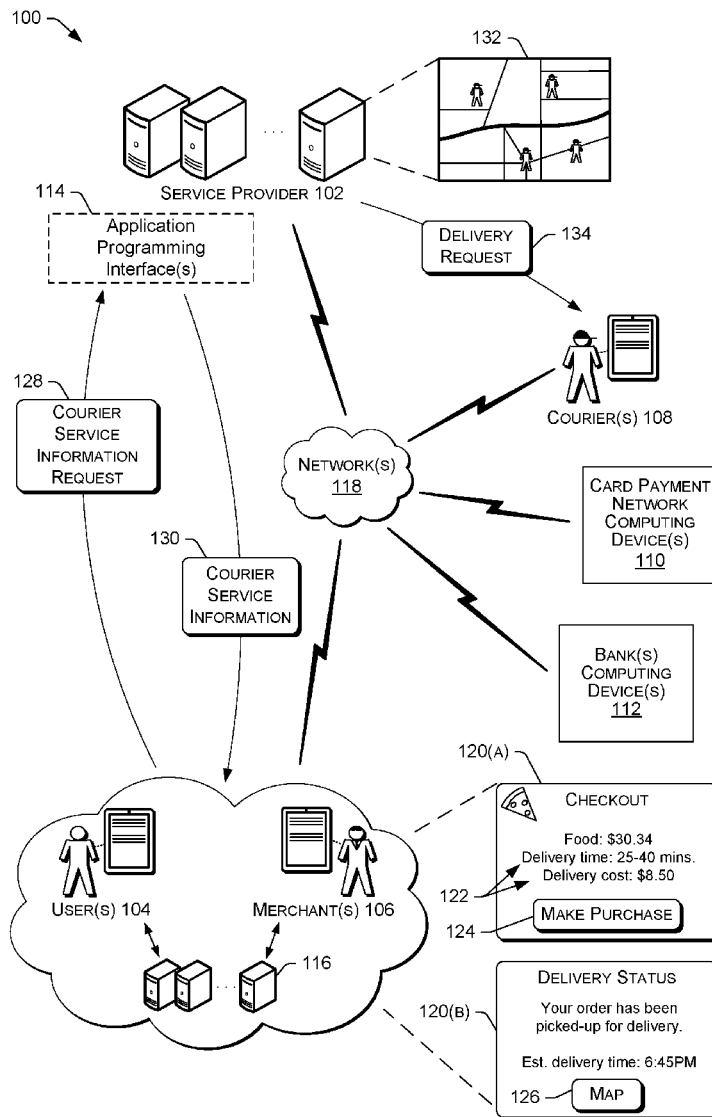 100
132
SERVICE PROVIDER 102
114
Application
Programming
Interface(s)
DELIVERY
REQUEST
134
128
COURIER
SERVICE
INFORMATION
REQUEST
COURIER(S) 108
NETWORK(S)
118
CARD PAYMENT
NETWORK
COMPUTING
DEVICE(S)
110
130
COURIER
SERVICE
INFORMATION
BANK(S)
COMPUTING
DEVICE(S)
112
120(A)
CHECKOUT
Food: $30.34
Delivery time: 25-40 mins.
Delivery cost: $8.50
122
124
MAKE PURCHASE
USER(S) 104
MERCHANT(S) 106
116
DELIVERY STATUS
120(B)
Your order has been
picked-up for delivery.
Est. delivery time: 6:45PM
126
MAP